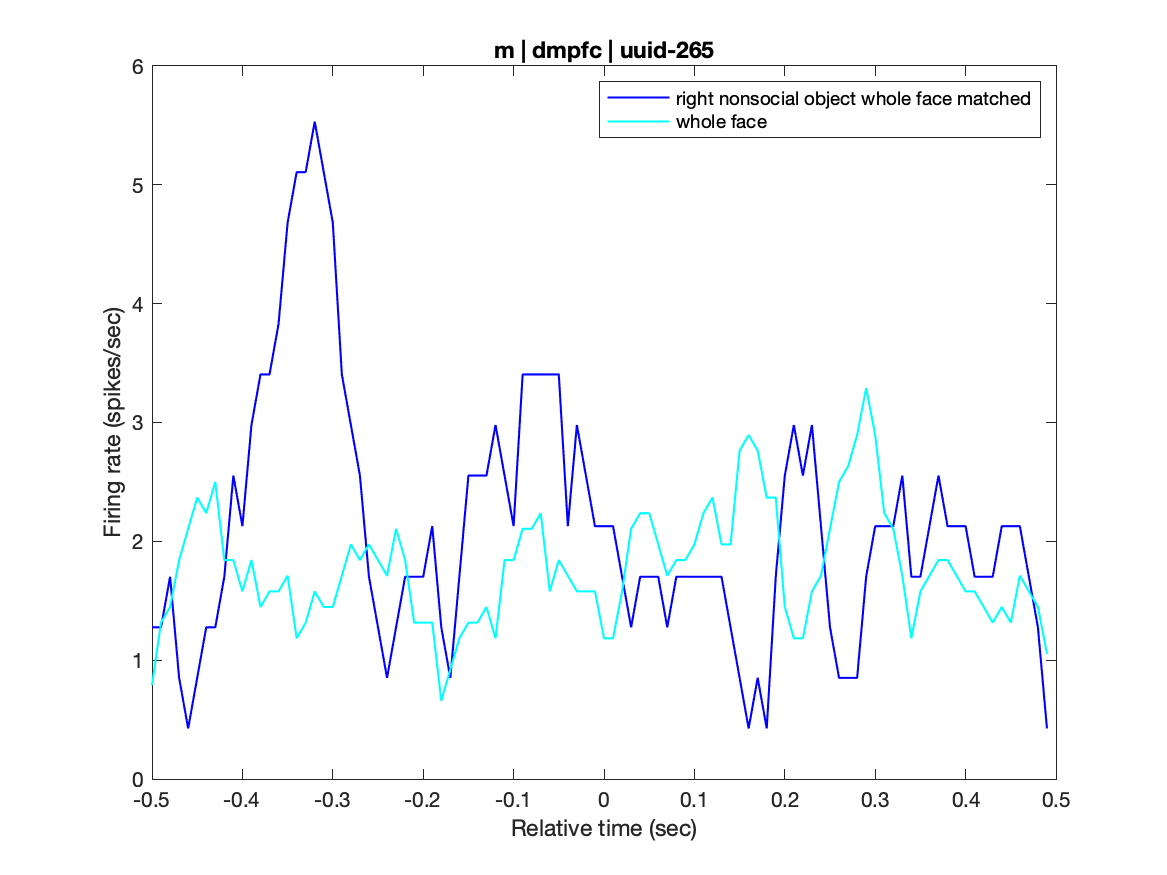 m | dmpfc | uuid-265
right nonsocial object whole face matched
whole face
Firing rate (spikes/sec)
6
5
4
3
2
1
0
-0.5 -0.4 -0.3 -0.2 -0.1 0 0.1 0.2 0.3 0.4 0.5
Relative time (sec)